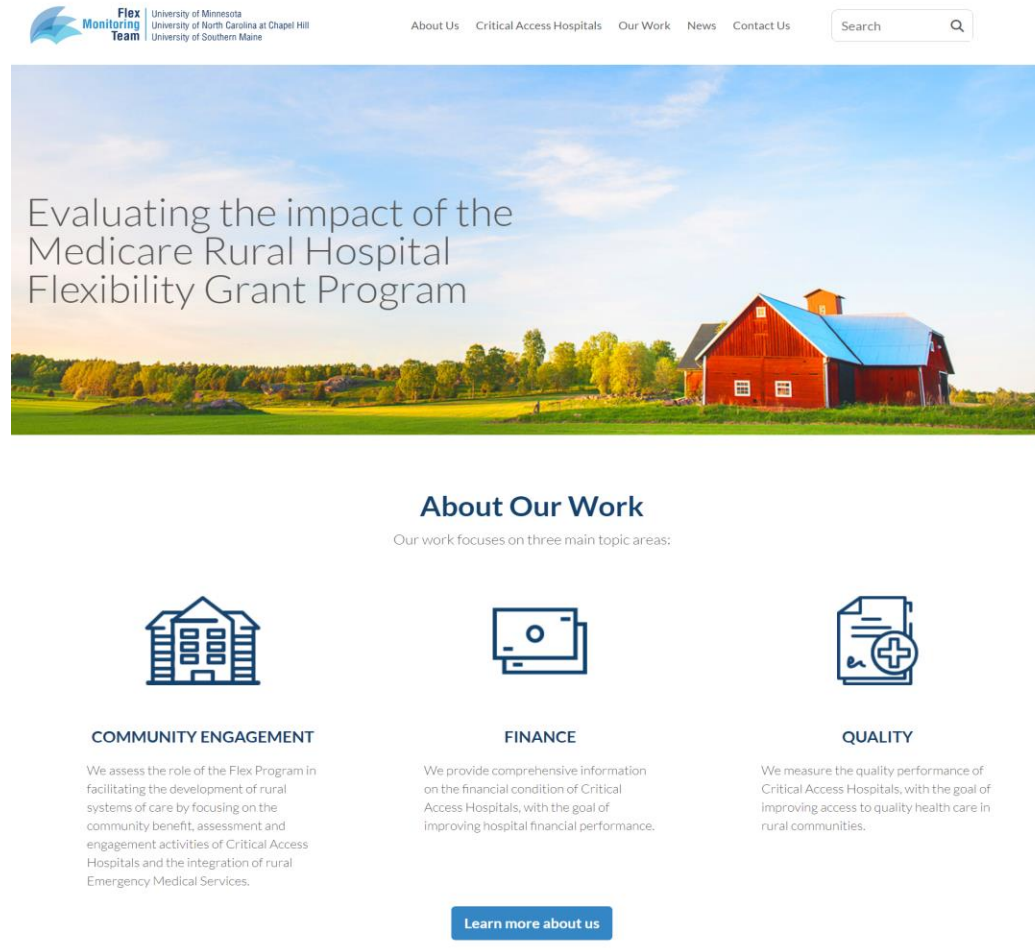 Flex
Monitoring
Team
University of Minnesota
University of North Carolina at Chapel Hill
University of Southern Maine
About Us Critical Access Hospitals Our Work News Contact Us Search
Evaluating the impact of the
Medicare Rural Hospital
Flexibility Grant Program
About Our Work
Our work focuses on three main topic areas:
COMMUNITY ENGAGEMENT
We assess the role of the Flex Program in
facilitating the development of rural
systems of care by focusing on the
community benefit, assessment and
engagement activities of Critical Access
Hospitals and the integration of rural
Emergency Medical Services.
FINANCE
We provide comprehensive information
on the financial condition of Critical
Access Hospitals, with the goal of
improving hospital financial performance.
QUALITY
We measure the quality performance of
Critical Access Hospitals, with the goal of
improving access to quality health care in
rural communities.
Learn more about us